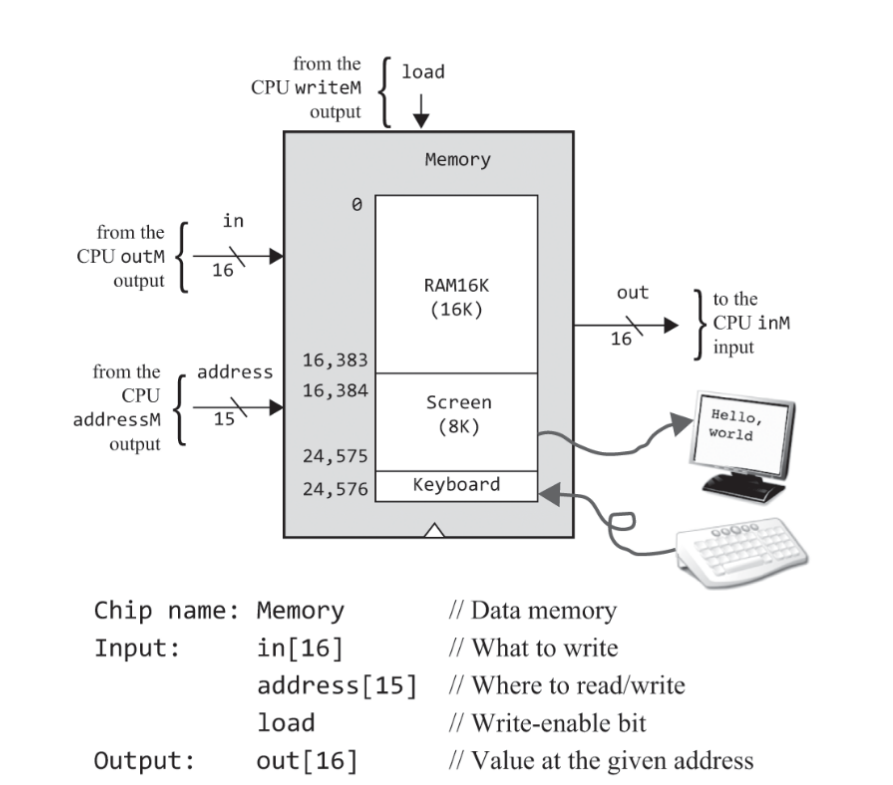 from the
CPU writeM
output
load
Memory
0
in
from the
CPU outM
output
16
RAM16K
(16K)
out
16
to the
CPU inM
input
16,383
from the
CPU
addressM
output
address
15
16,384
Screen
(8K)
Hello,
world
24,575
24,576
Keyboard
Chip name: Memory // Data memory
Input: in[16] // What to write
address[15] // Where to read/write
load // Write-enable bit
Output: out[16] // Value at the given address